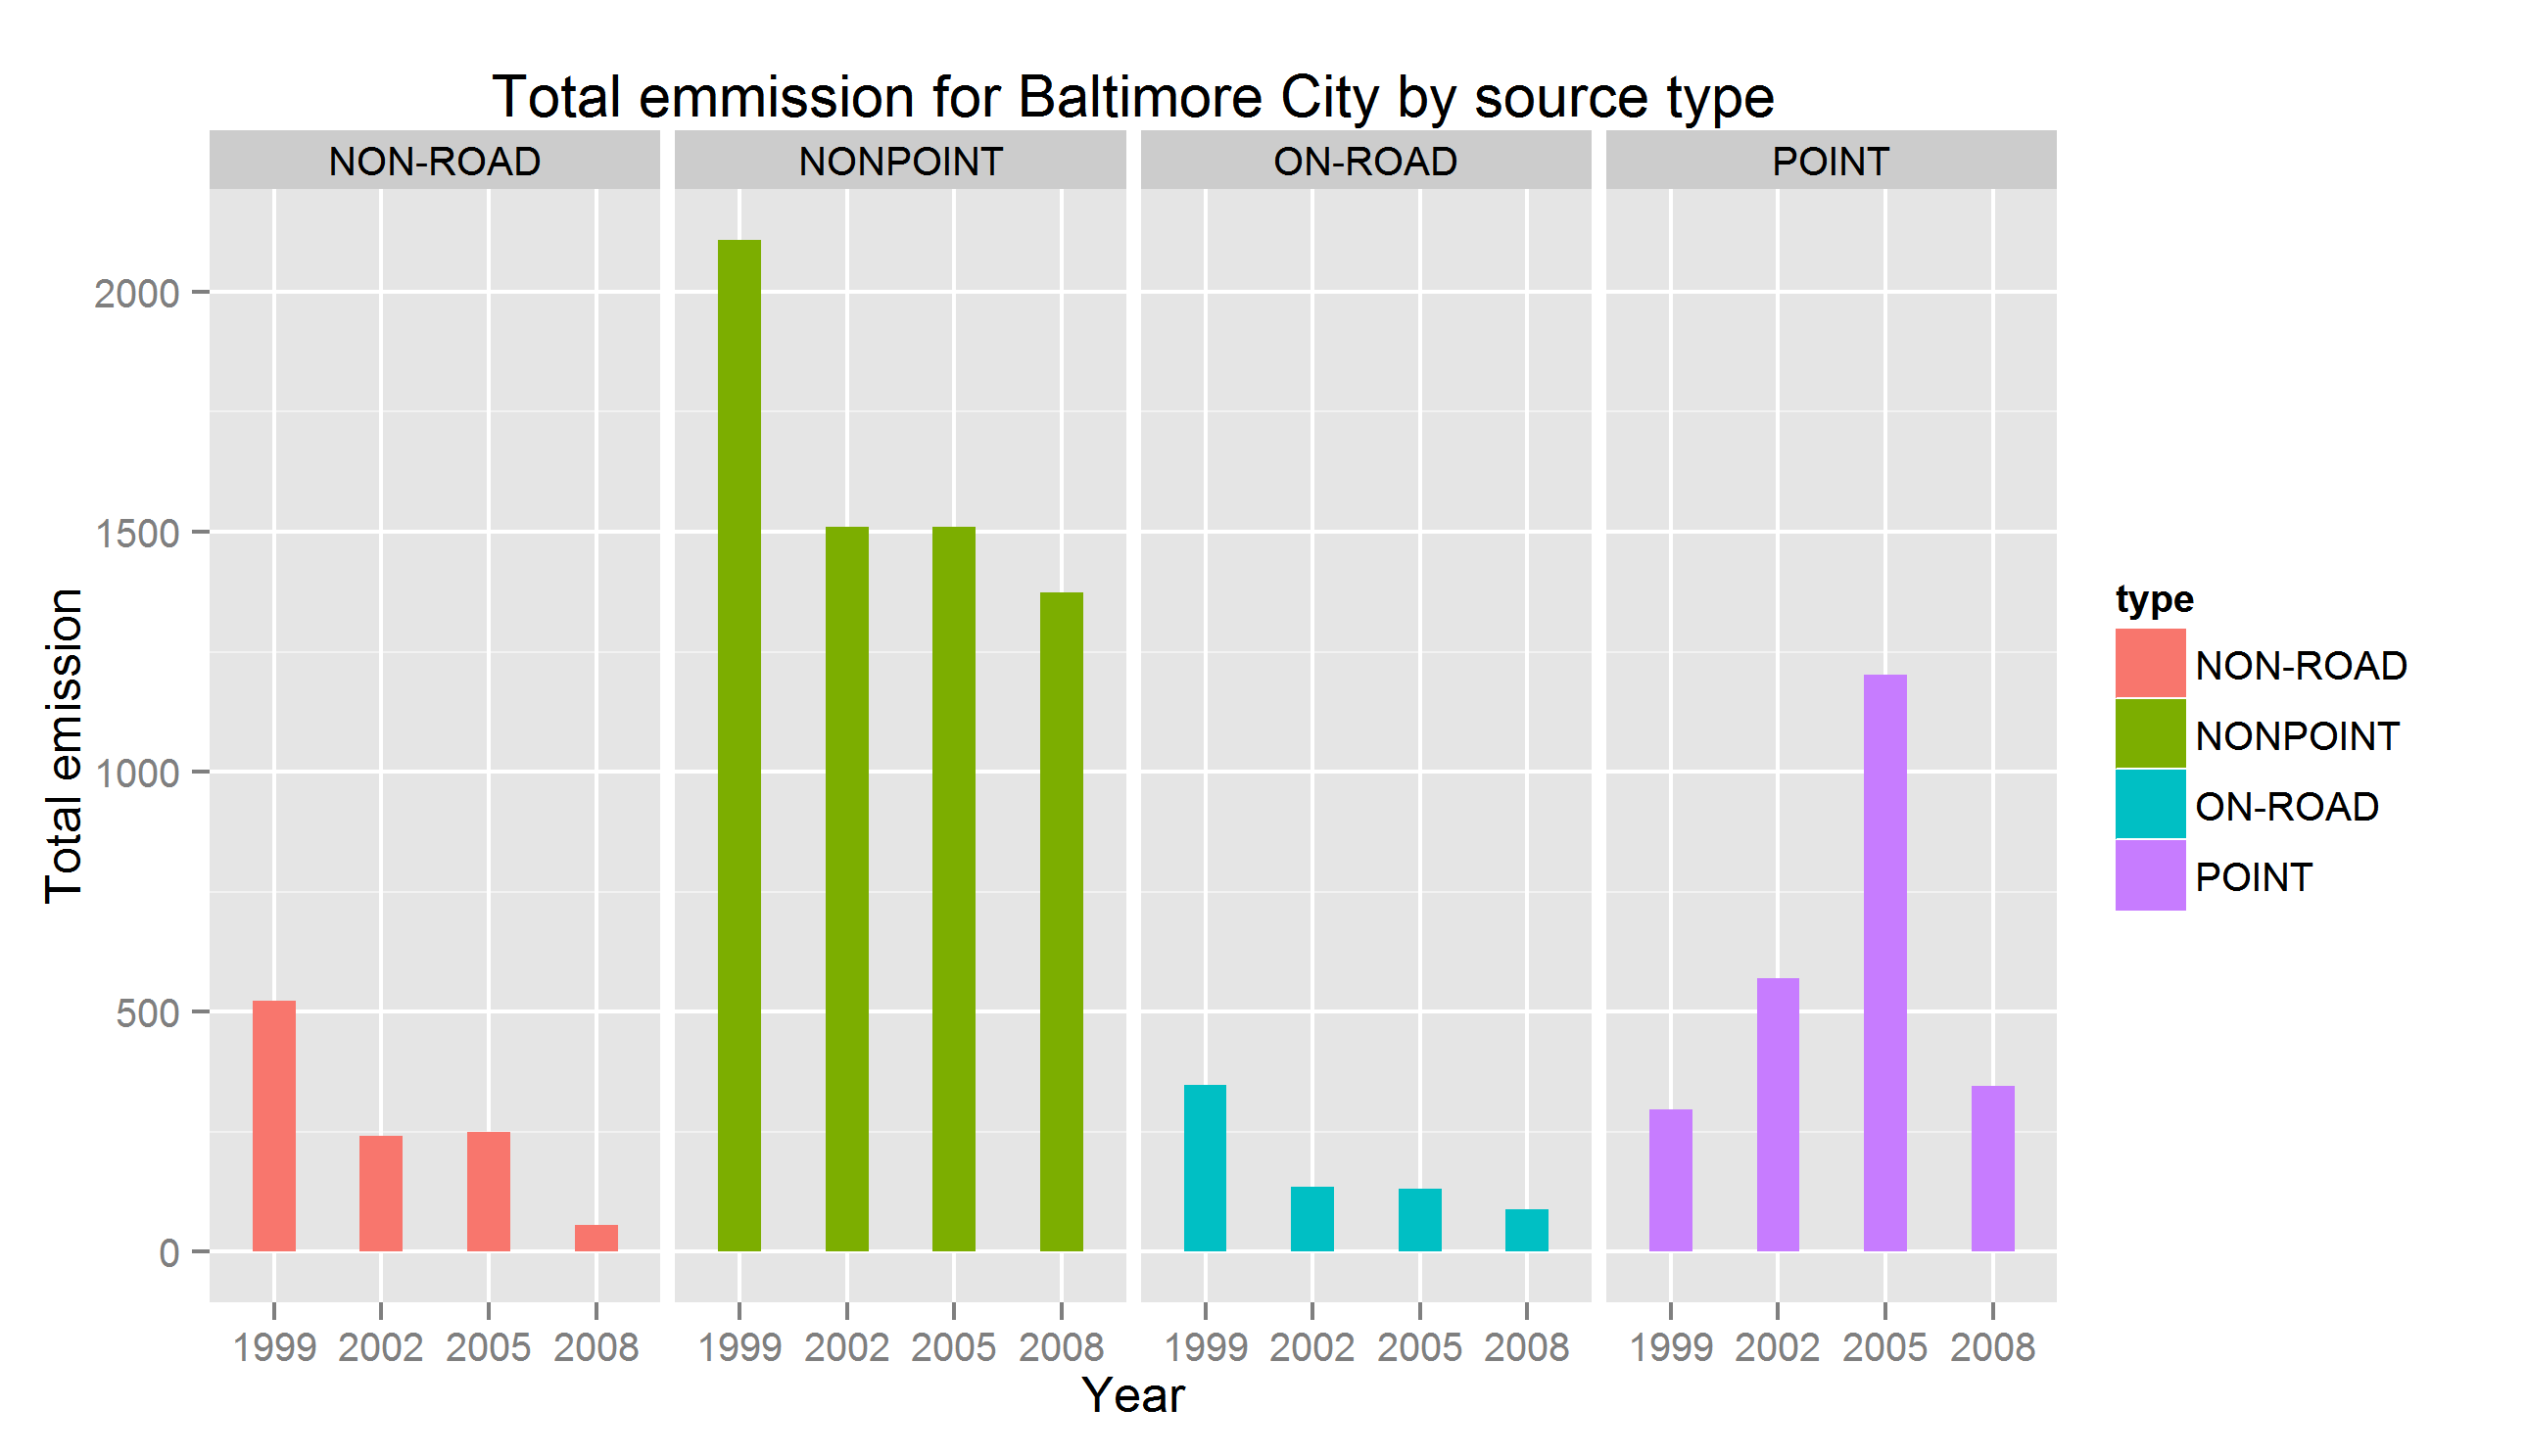 Total emmission for Baltimore City by source type
NON-ROAD NONPOINT ON-ROAD POINT
Total emission
2000
1500
1000
500
0
1999 2002 2005 2008 1999 2002 2005 2008 1999 2002 2005 2008 1999 2002 2005 2008
Year
type
NON-ROAD
NONPOINT
ON-ROAD
POINT